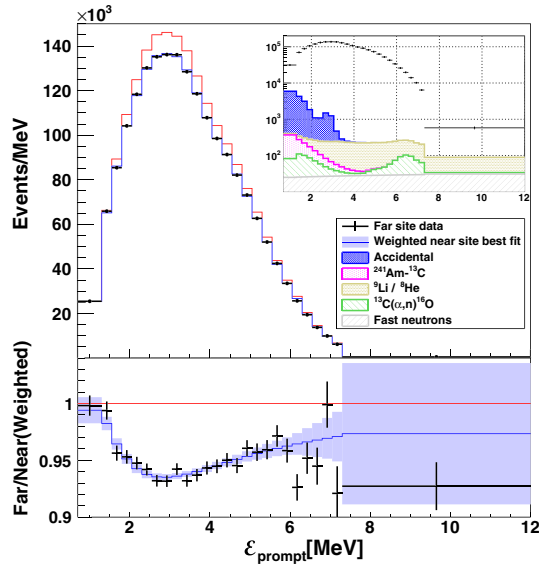 ×10³
140
120
100
80
60
40
20
Events/MeV
10⁵
10⁴
10³
10²
2 4 6 8 10 12
Far site data
Weighted near site best fit
Accidental
²⁴¹Am-¹³C
⁹Li / ⁸He
¹³C(α,n)¹⁶O
Fast neutrons
1
0.95
0.9
Far/Near(Weighted)
2 4 6 8 10 12
Ɛprompt[MeV]